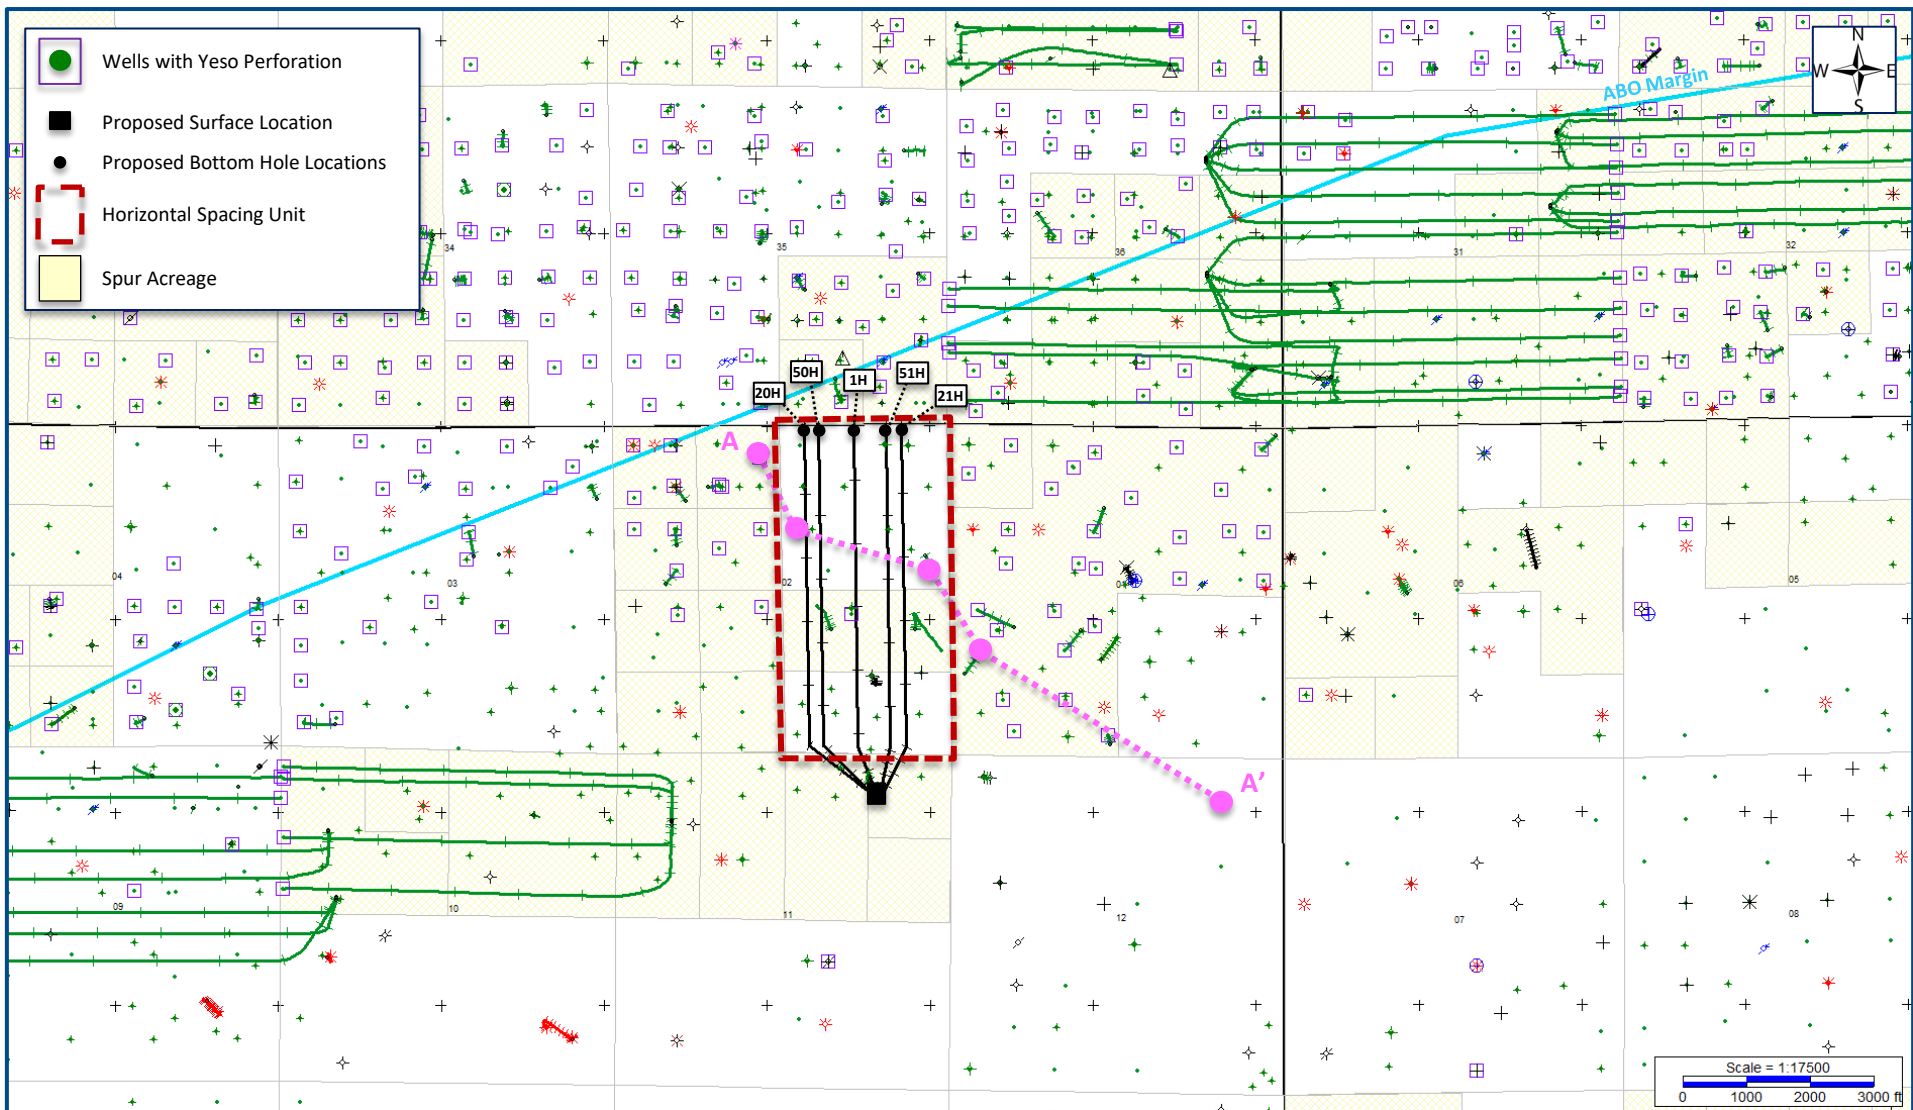 Wells with Yeso Perforation
Proposed Surface Location
Proposed Bottom Hole Locations
Horizontal Spacing Unit
Spur Acreage
N
W E
S
ABO Margin
34
35
36
31
32
50H
1H
51H
20H
21H
A
04
03
02
01
06
05
A’
09
10
11
12
07
08
Scale = 1:17500
0 1000 2000 3000 ft